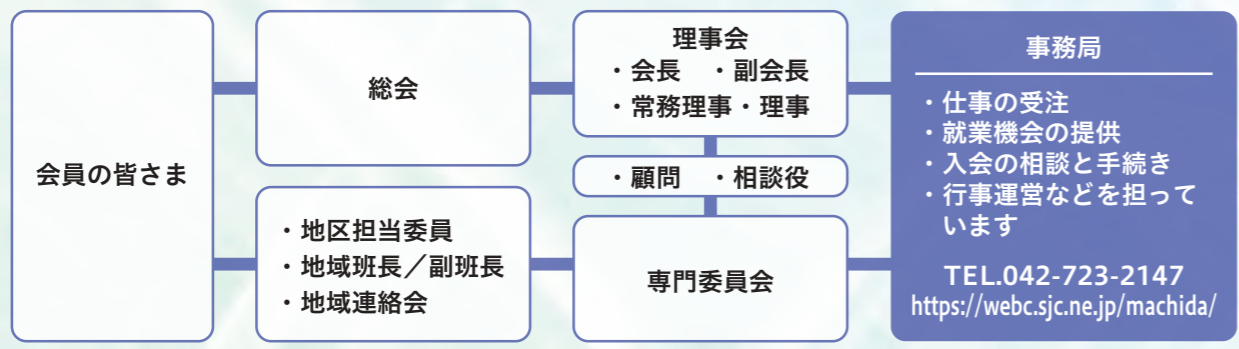 会員の皆さま
総会
・地区担当委員
・地域班長／副班長
・地域連絡会
理事会
・会長　・副会長
・常務理事・理事
・顧問　・相談役
専門委員会
事務局
・仕事の受注
・就業機会の提供
・入会の相談と手続き
・行事運営などを担って
います
TEL.042-723-2147
https://webc.sjc.ne.jp/machida/